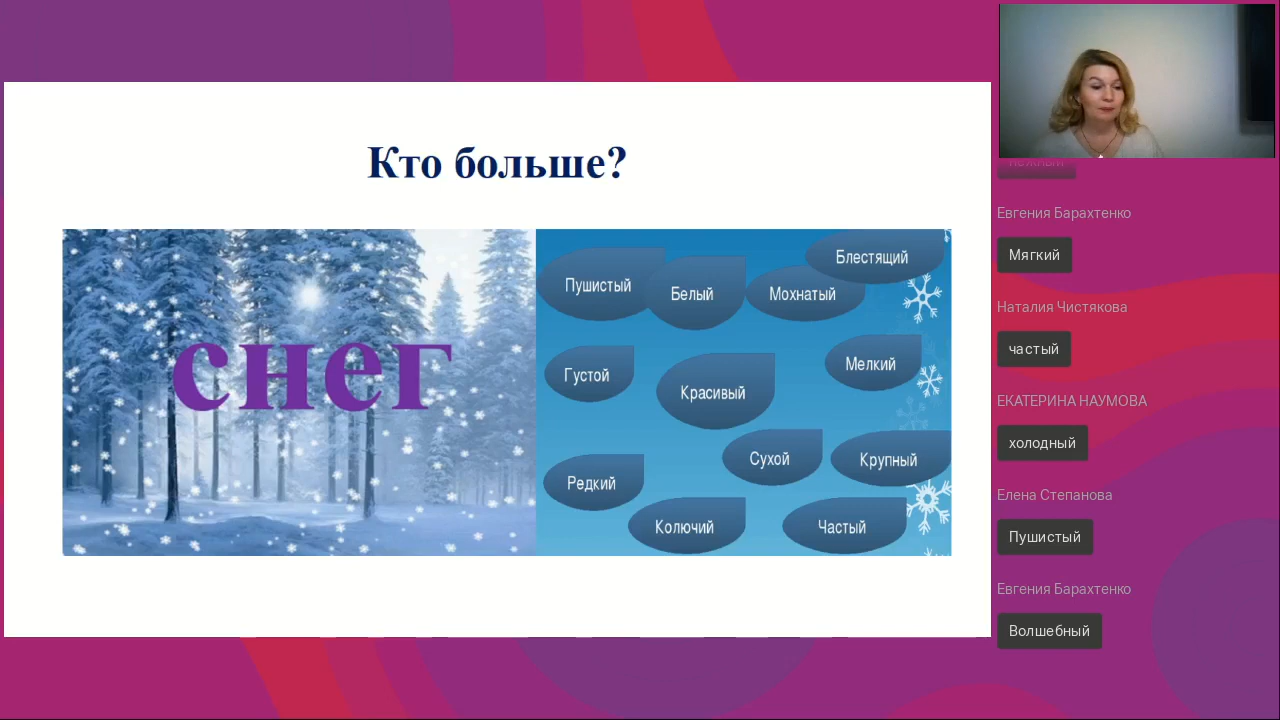 Кто больше?
снег
Пушистый
Белый
Мохнатый
Блестящий
Густой
Красивый
Мелкий
Сухой
Крупный
Редкий
Колючий
Частый
Евгения Барахтенко
Мягкий
Наталия Чистякова
частый
ЕКАТЕРИНА НАУМОВА
холодный
Елена Степанова
Пушистый
Евгения Барахтенко
Волшебный